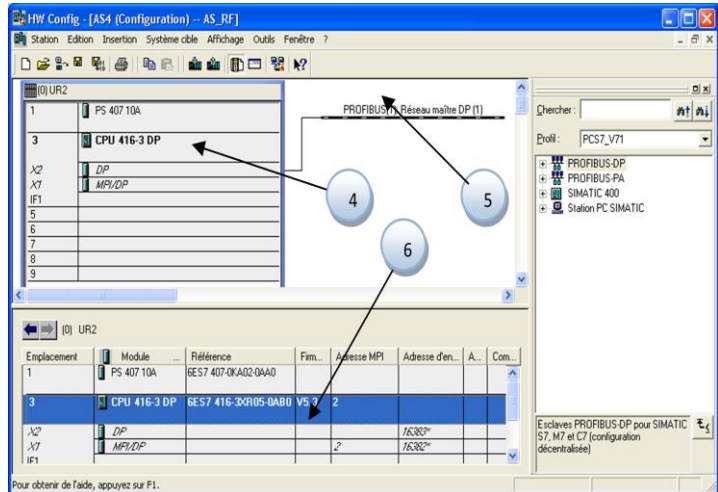 HW Config - [AS4 (Configuration) -- AS_RF]
Station Edition Insertion Système cible Affichage Outils Fenêtre ?
(0) UR2
1 PS 407 10A
3 CPU 416-3 DP
X2 DP
X1 MPI/DP
IF1
5
6
7
8
9
PROFIBUS(1): Réseau maître DP (1)
4
5
6
Chercher :
Profil : PCS7_V71
PROFIBUS-DP
PROFIBUS-PA
SIMATIC 400
Station PC SIMATIC
(0) UR2
Emplacement Module ... Référence Firm... Adresse MPI Adresse d'en... A... Com...
1 PS 407 10A 6ES7 407-0KA02-0AA0
3 CPU 416-3 DP 6ES7 416-3XR05-0AB0 V5.3 2
X2 DP 16383*
X1 MPI/DP 2 16382*
IF1
Esclaves PROFIBUS-DP pour SIMATIC
S7, M7 et C7 (configuration
décentralisée)
Pour obtenir de l'aide, appuyez sur F1.